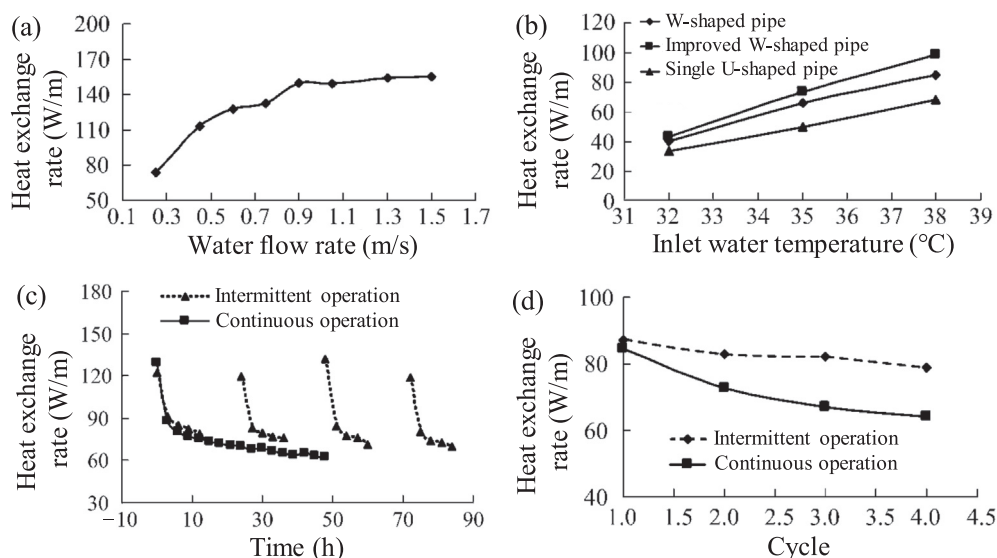 (a)
Heat exchange
rate (W/m)
200
170
140
110
80
50
0.1 0.3 0.5 0.7 0.9 1.1 1.3 1.5 1.7
Water flow rate (m/s)
(b)
Heat exchange
rate (W/m)
120
100
80
60
40
20
0
W-shaped pipe
Improved W-shaped pipe
Single U-shaped pipe
31 32 33 34 35 36 37 38 39
Inlet water temperature (°C)
(c)
Heat exchange
rate (W/m)
180
150
120
90
60
30
Intermittent operation
Continuous operation
−10 10 30 50 70 90
Time (h)
(d)
Heat exchange
rate (W/m)
100
80
60
40
Intermittent operation
Continuous operation
1.0 1.5 2.0 2.5 3.0 3.5 4.0 4.5
Cycle